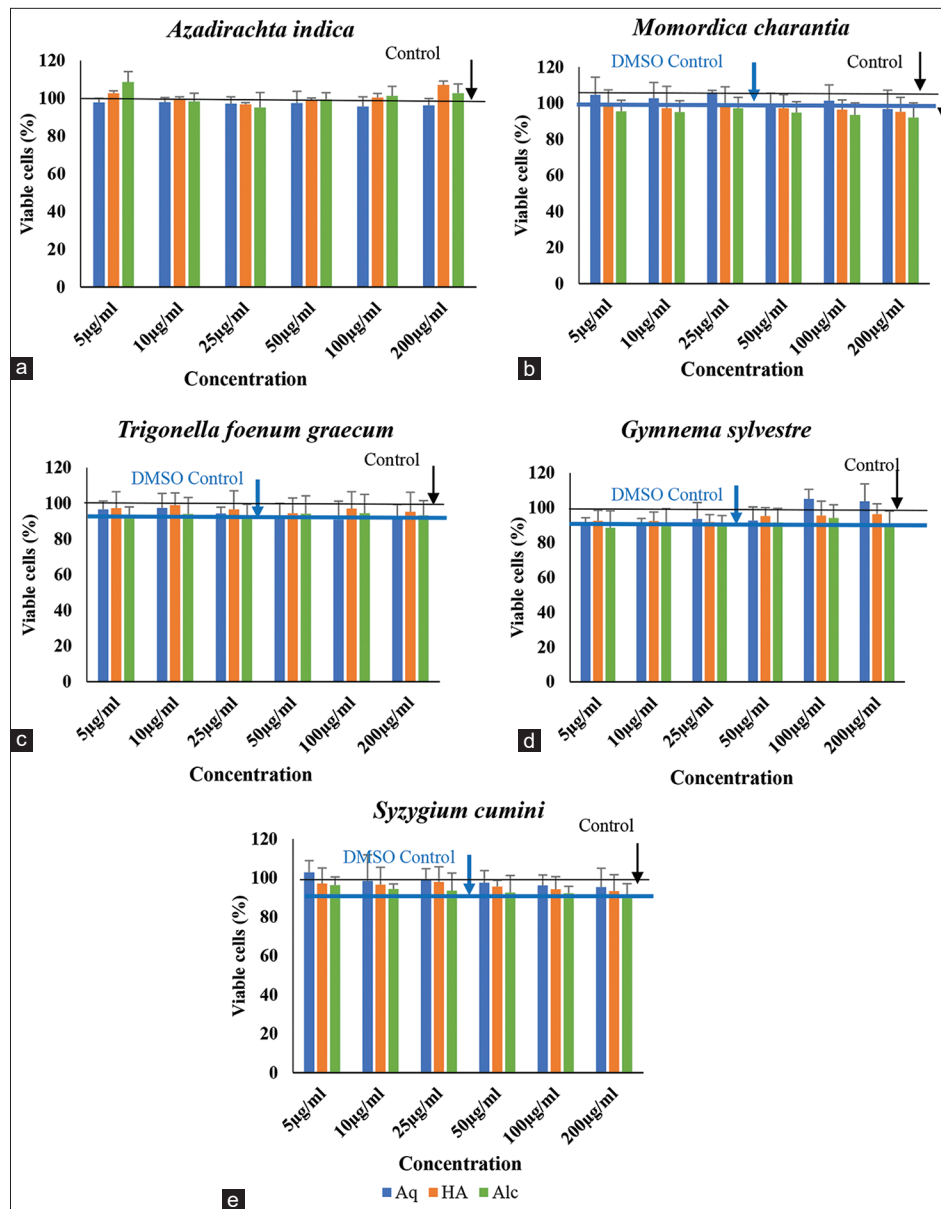 Azadirachta indica
Control
Viable cells (%)
120
100
80
60
40
20
0
5µg/ml
10µg/ml
25µg/ml
50µg/ml
100µg/ml
200µg/ml
Concentration
a
Momordica charantia
DMSO Control
Control
Viable cells (%)
120
100
80
60
40
20
0
5µg/ml
10µg/ml
25µg/ml
50µg/ml
100µg/ml
200µg/ml
Concentration
b
Trigonella foenum graecum
DMSO Control
Control
Viable cells (%)
120
100
80
60
40
20
0
5µg/ml
10µg/ml
25µg/ml
50µg/ml
100µg/ml
200µg/ml
Concentration
c
Gymnema sylvestre
DMSO Control
Control
Viable cells (%)
120
100
80
60
40
20
0
5µg/ml
10µg/ml
25µg/ml
50µg/ml
100µg/ml
200µg/ml
Concentration
d
Syzygium cumini
DMSO Control
Control
Viable cells (%)
120
100
80
60
40
20
0
5µg/ml
10µg/ml
25µg/ml
50µg/ml
100µg/ml
200µg/ml
Concentration
e
Aq HA Alc